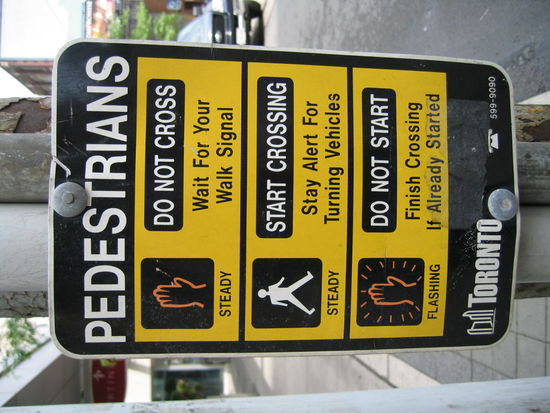 PEDESTRIANS
DO NOT CROSS
Wait For Your
Walk Signal
STEADY
START CROSSING
Stay Alert For
Turning Vehicles
STEADY
DO NOT START
Finish Crossing
If Already Started
FLASHING
TORONTO
599-9090